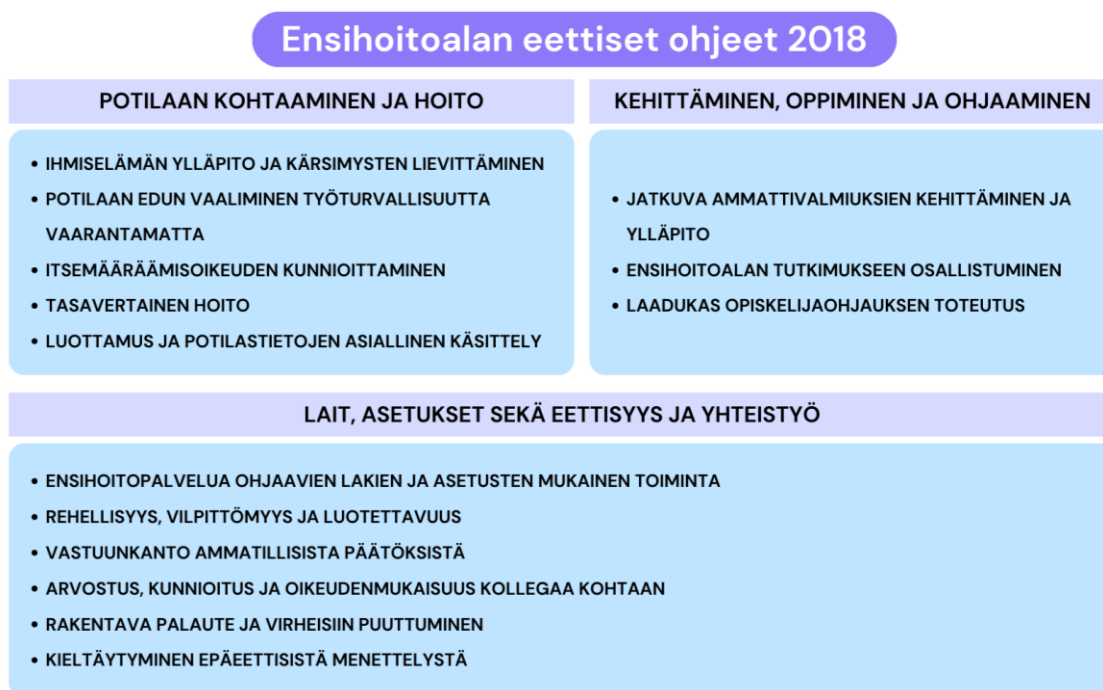 Ensihoitoalan eettiset ohjeet 2018
POTILAAN KOHTAAMINEN JA HOITO
• IHMISELÄMÄN YLLÄPITO JA KÄRSIMYSTEN LIEVITTÄMINEN
• POTILAAN EDUN VAALIMINEN TYÖTURVALLISUUTTA
VAARANTAMATTA
• ITSEMÄÄRÄÄMISOIKEUDEN KUNNIOITTAMINEN
• TASAVERTAINEN HOITO
• LUOTTAMUS JA POTILASTIETOJEN ASIALLINEN KÄSITTELY
KEHITTÄMINEN, OPPIMINEN JA OHJAAMINEN
• JATKUVA AMMATTIVALMIUKSIEN KEHITTÄMINEN JA
YLLÄPITO
• ENSIHOITOALAN TUTKIMUKSEEN OSALLISTUMINEN
• LAADUKAS OPISKELIJAOHJAUKSEN TOTEUTUS
LAIT, ASETUKSET SEKÄ EETTISYYS JA YHTEISTYÖ
• ENSIHOITOPALVELUA OHJAAVIEN LAKIEN JA ASETUSTEN MUKAINEN TOIMINTA
• REHELLISYYS, VILPITTÖMYYS JA LUOTETTAVUUS
• VASTUUNKANTO AMMATILLISISTA PÄÄTÖKSISTÄ
• ARVOSTUS, KUNNIOITUS JA OIKEUDENMUKAISUUS KOLLEGAA KOHTAAN
• RAKENTAVA PALAUTE JA VIRHEISIIN PUUTTUMINEN
• KIELTÄYTYMINEN EPÄEETTISISTÄ MENETTELYSTÄ